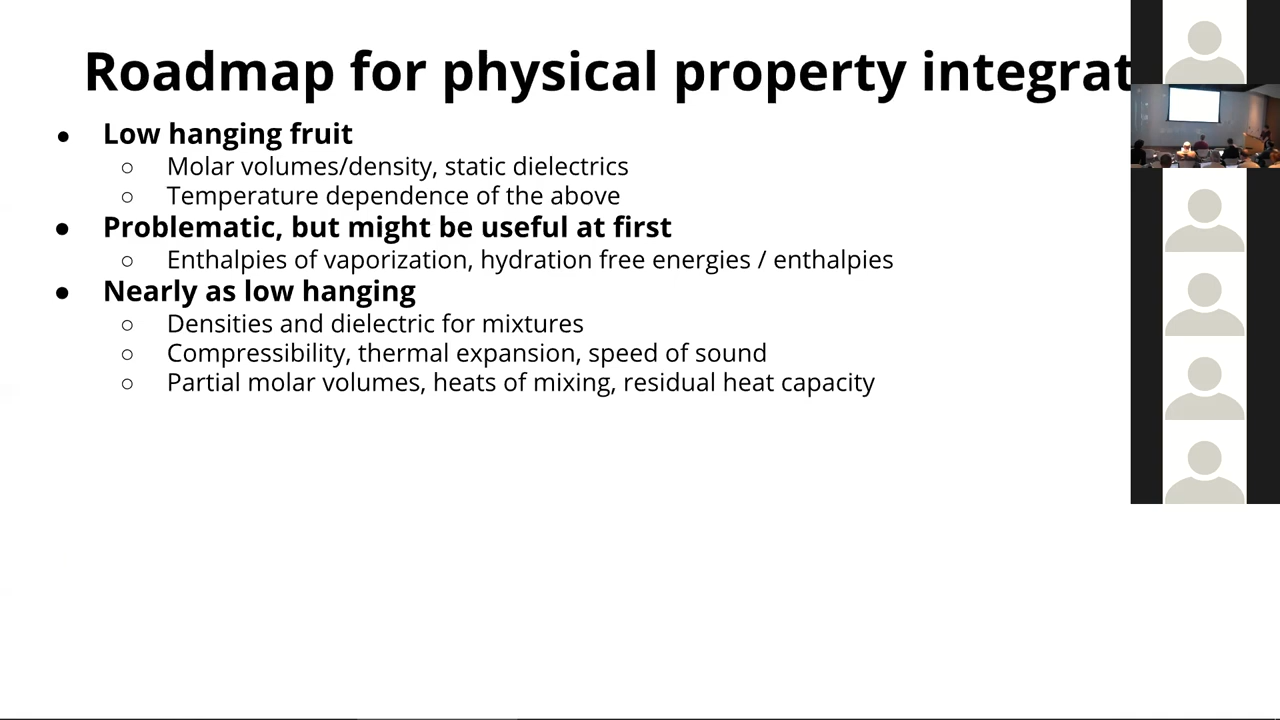 Roadmap for physical property integrat
● Low hanging fruit
○ Molar volumes/density, static dielectrics
○ Temperature dependence of the above
● Problematic, but might be useful at first
○ Enthalpies of vaporization, hydration free energies / enthalpies
● Nearly as low hanging
○ Densities and dielectric for mixtures
○ Compressibility, thermal expansion, speed of sound
○ Partial molar volumes, heats of mixing, residual heat capacity